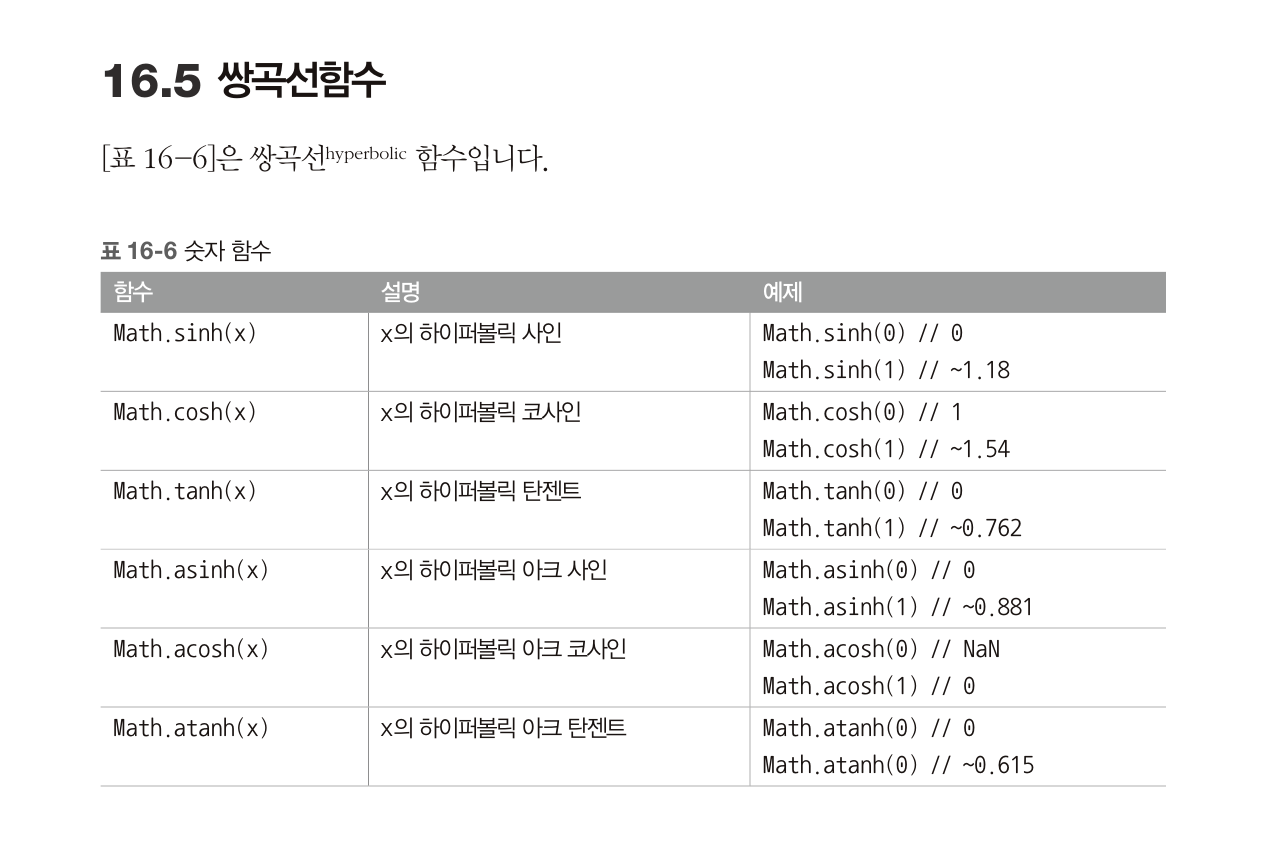 16.5 쌍곡선함수
[표 16-6]은 쌍곡선hyperbolic 함수입니다.
표 16-6 숫자 함수
함수 설명 예제
Math.sinh(x) x의 하이퍼볼릭 사인 Math.sinh(0) // 0
Math.sinh(1) // ~1.18
Math.cosh(x) x의 하이퍼볼릭 코사인 Math.cosh(0) // 1
Math.cosh(1) // ~1.54
Math.tanh(x) x의 하이퍼볼릭 탄젠트 Math.tanh(0) // 0
Math.tanh(1) // ~0.762
Math.asinh(x) x의 하이퍼볼릭 아크 사인 Math.asinh(0) // 0
Math.asinh(1) // ~0.881
Math.acosh(x) x의 하이퍼볼릭 아크 코사인 Math.acosh(0) // NaN
Math.acosh(1) // 0
Math.atanh(x) x의 하이퍼볼릭 아크 탄젠트 Math.atanh(0) // 0
Math.atanh(0) // ~0.615